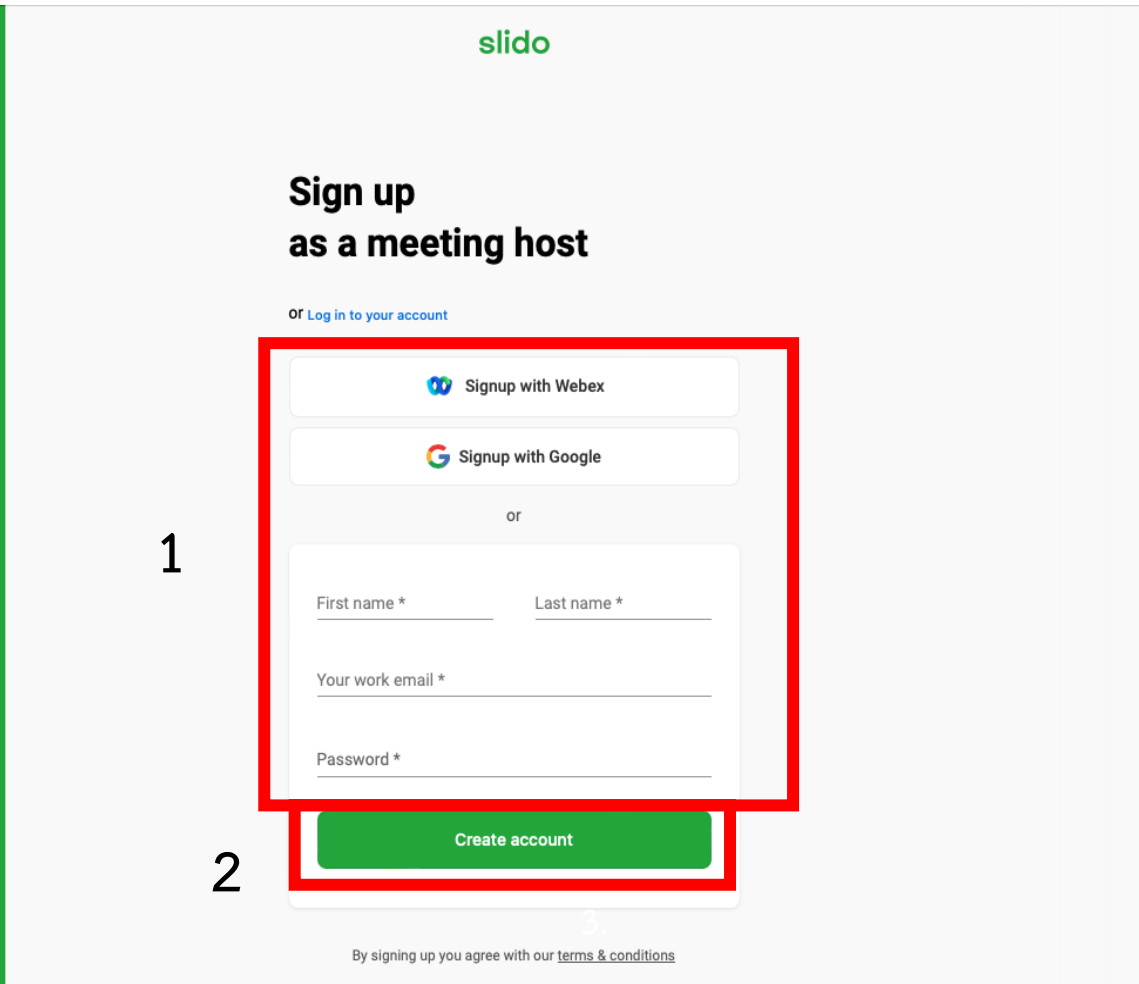 slido
Sign up
as a meeting host
or Log in to your account
Signup with Webex
Signup with Google
or
1
First name * Last name *
Your work email *
Password *
Create account
2
3.
By signing up you agree with our terms & conditions